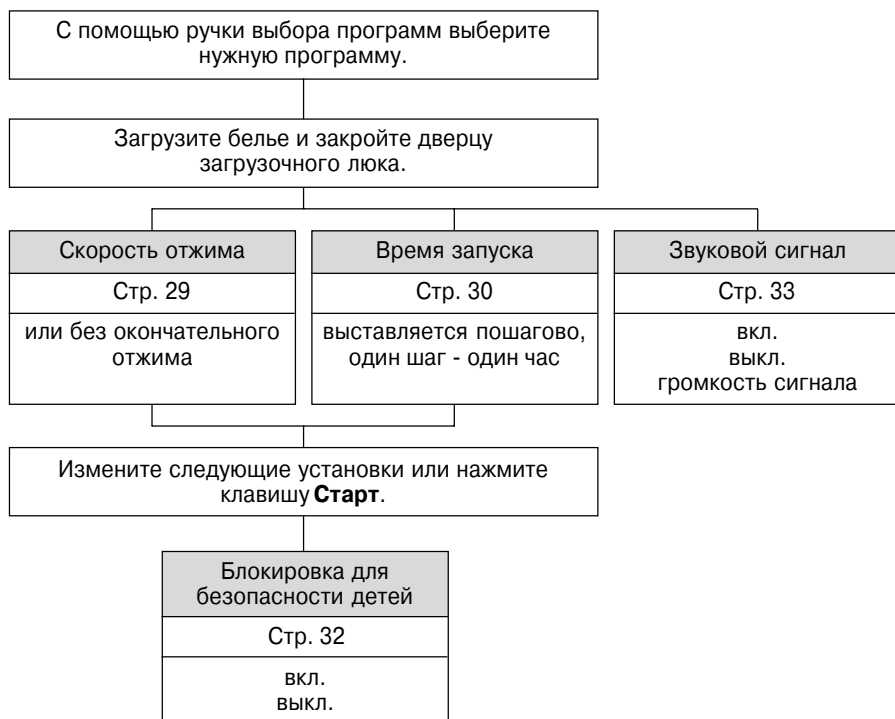 С помощью ручки выбора программ выберите
нужную программу.
Загрузите белье и закройте дверцу
загрузочного люка.
Скорость отжима
Стр. 29
или без окончательного
отжима
Время запуска
Стр. 30
выставляется пошагово,
один шаг - один час
Звуковой сигнал
Стр. 33
вкл.
выкл.
громкость сигнала
Измените следующие установки или нажмите
клавишу Старт.
Блокировка для
безопасности детей
Стр. 32
вкл.
выкл.